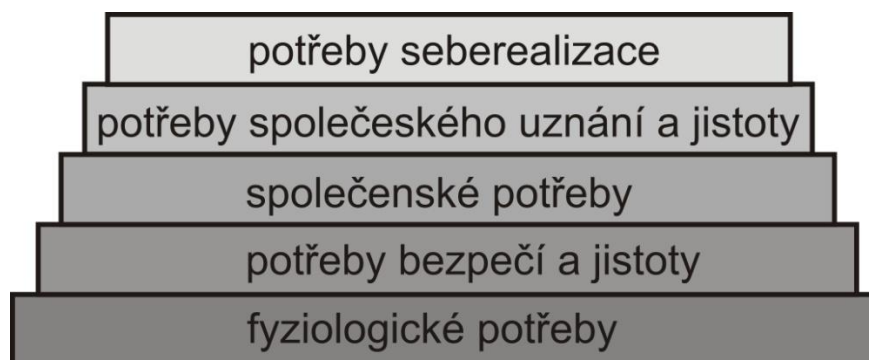 potřeby seberealizace
potřeby společeského uznání a jistoty
společenské potřeby
potřeby bezpečí a jistoty
fyziologické potřeby